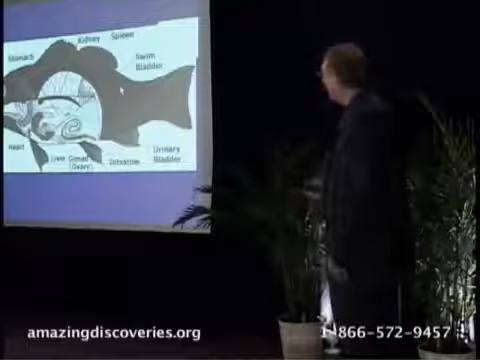 Kidney Spleen
Stomach
Swim
Bladder
Heart
Liver Gonad
(Ovary)
Intestine
Urinary
Bladder
amazingdiscoveries.org
1-866-572-9457